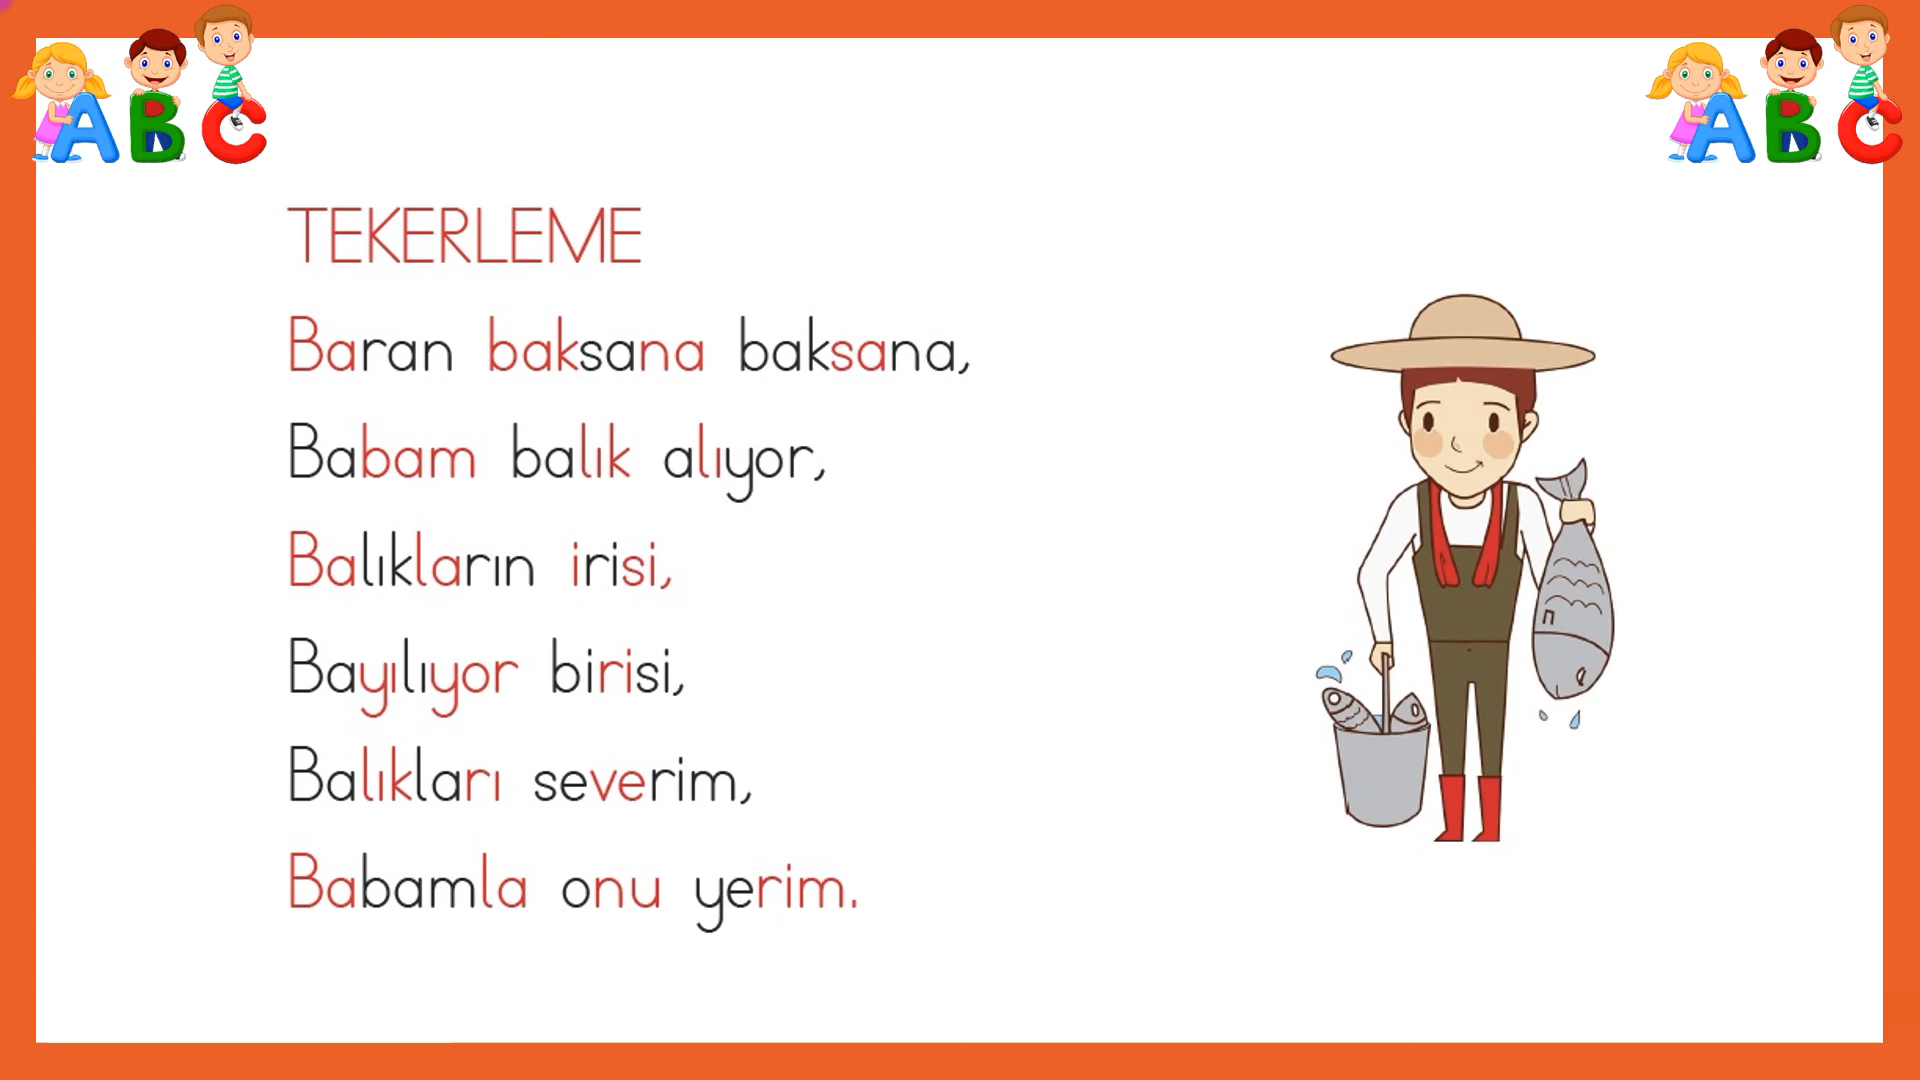 A B C
A B C
TEKERLEME
Baran baksana baksana,
Babam balık alıyor,
Balıkların irisi,
Bayılıyor birisi,
Balıkları severim,
Babamla onu yerim.